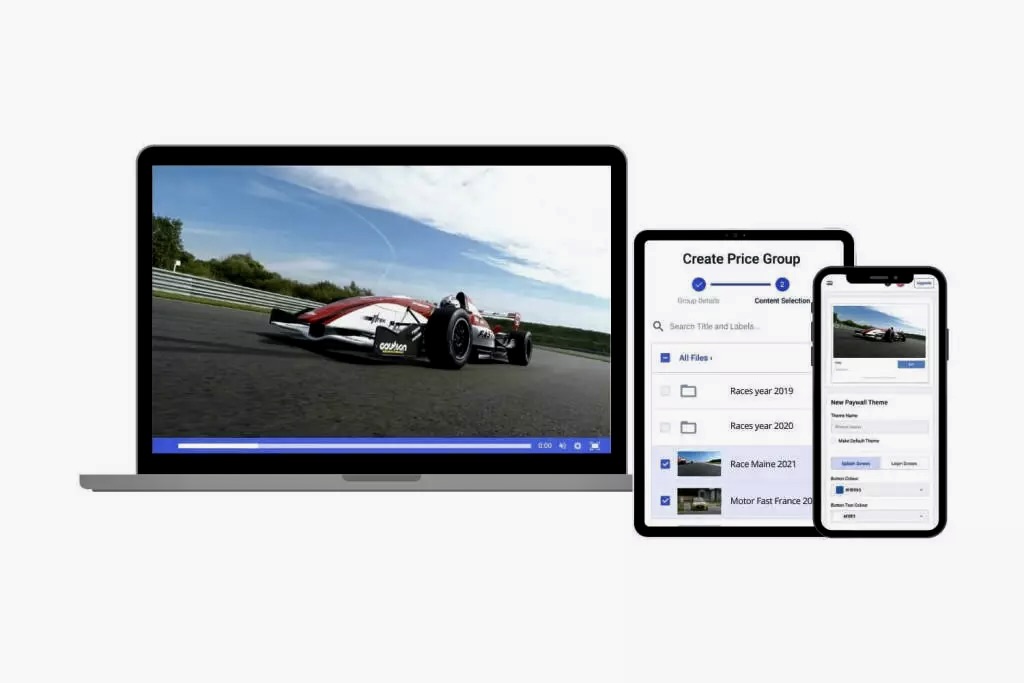 Goulson
0:00
Create Price Group
2
Group Details
Content Selection
Search Title and Labels...
All Files ›
Races year 2019
Races year 2020
Race Maine 2021
Motor Fast France 20
Upgrade
New Paywall Theme
Theme Name
Make Default Theme
Splash Screen
Login Screen
Button Colour
Button Text Colour